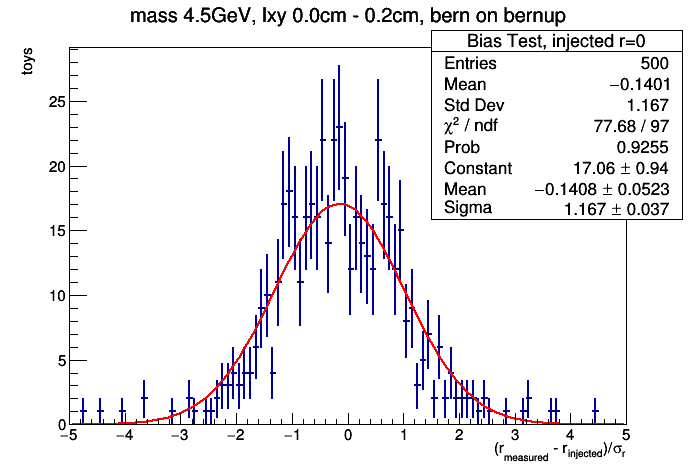 mass 4.5GeV, lxy 0.0cm - 0.2cm, bern on bernup
toys
Bias Test, injected r=0
Entries 500
Mean −0.1401
Std Dev 1.167
χ² / ndf 77.68 / 97
Prob 0.9255
Constant 17.06 ± 0.94
Mean −0.1408 ± 0.0523
Sigma 1.167 ± 0.037
25
20
15
10
5
0
−5 −4 −3 −2 −1 0 1 2 3 4 5
(r_measured - r_injected)/σ_r